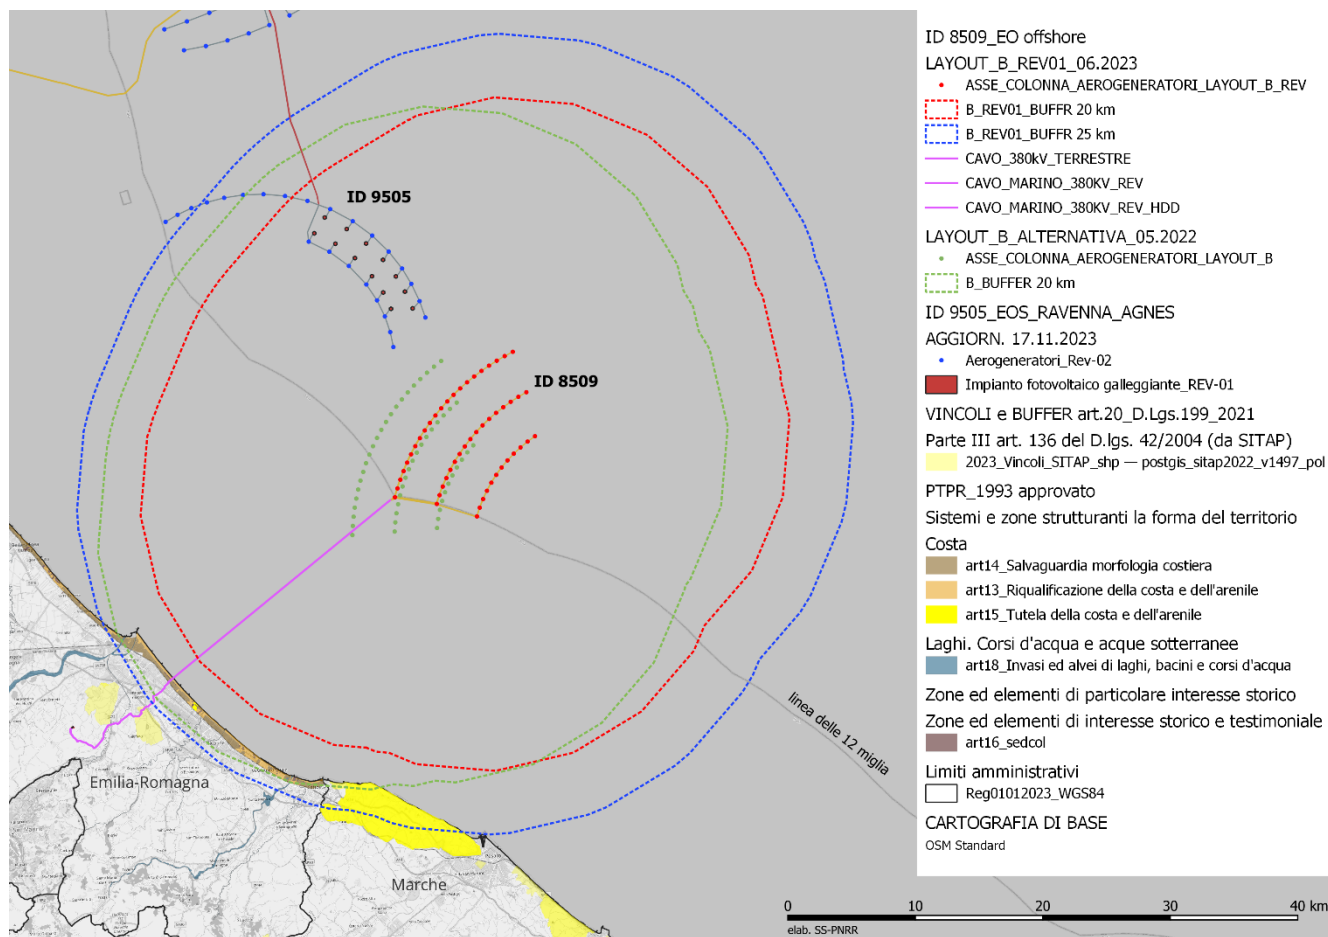 ID 9505
ID 8509
linea delle 12 miglia
Emilia-Romagna
Marche
ID 8509_EO offshore
LAYOUT_B_REV01_06.2023
ASSE_COLONNA_AEROGENERATORI_LAYOUT_B_REV
B_REV01_BUFFR 20 km
B_REV01_BUFFR 25 km
CAVO_380kV_TERRESTRE
CAVO_MARINO_380KV_REV
CAVO_MARINO_380KV_REV_HDD
LAYOUT_B_ALTERNATIVA_05.2022
ASSE_COLONNA_AEROGENERATORI_LAYOUT_B
B_BUFFER 20 km
ID 9505_EOS_RAVENNA_AGNES
AGGIORN. 17.11.2023
Aerogeneratori_Rev-02
Impianto fotovoltaico galleggiante_REV-01
VINCOLI e BUFFER art.20_D.Lgs.199_2021
Parte III art. 136 del D.lgs. 42/2004 (da SITAP)
2023_Vincoli_SITAP_shp — postgis_sitap2022_v1497_pol
PTPR_1993 approvato
Sistemi e zone strutturanti la forma del territorio
Costa
art14_Salvaguardia morfologia costiera
art13_Riqualificazione della costa e dell'arenile
art15_Tutela della costa e dell'arenile
Laghi. Corsi d'acqua e acque sotterranee
art18_Invasi ed alvei di laghi, bacini e corsi d'acqua
Zone ed elementi di particolare interesse storico
Zone ed elementi di interesse storico e testimoniale
art16_sedcol
Limiti amministrativi
Reg01012023_WGS84
CARTOGRAFIA DI BASE
OSM Standard
0 10 20 30 40 km
elab. SS-PNRR